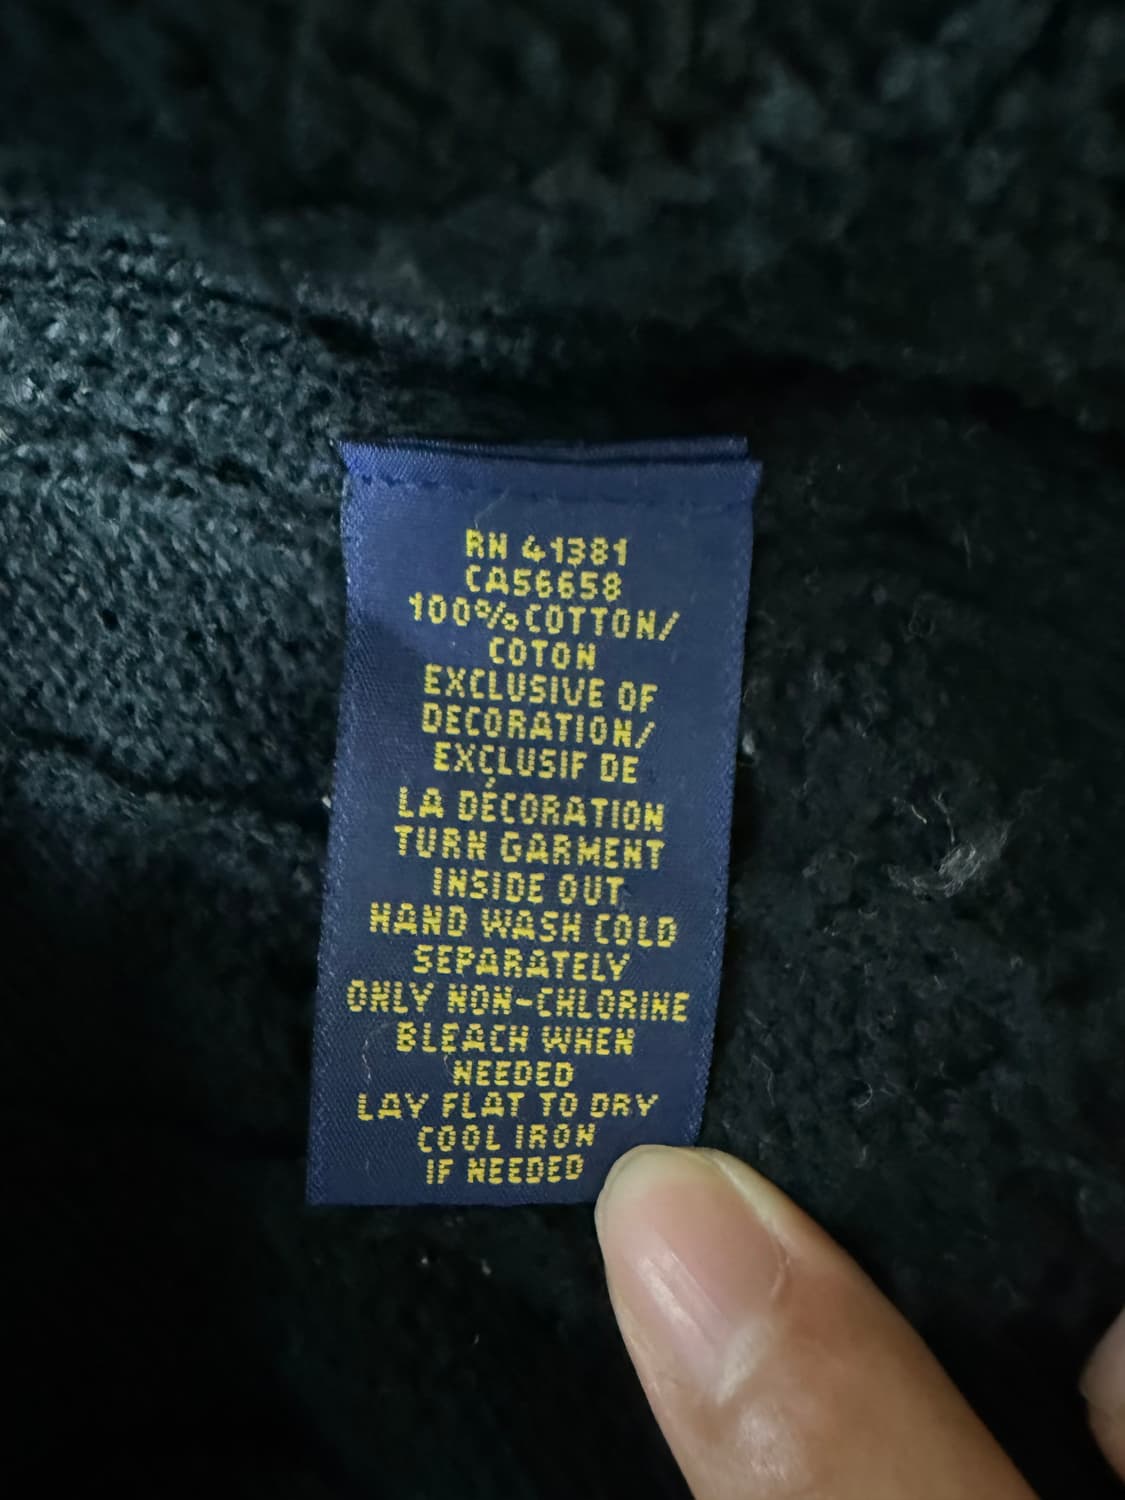 RN 41381
CA56658
100% COTTON/
COTON
EXCLUSIVE OF
DECORATION/
EXCLUSIF DE
LA DÉCORATION
TURN GARMENT
INSIDE OUT
HAND WASH COLD
SEPARATELY
ONLY NON-CHLORINE
BLEACH WHEN
NEEDED
LAY FLAT TO DRY
COOL IRON
IF NEEDED